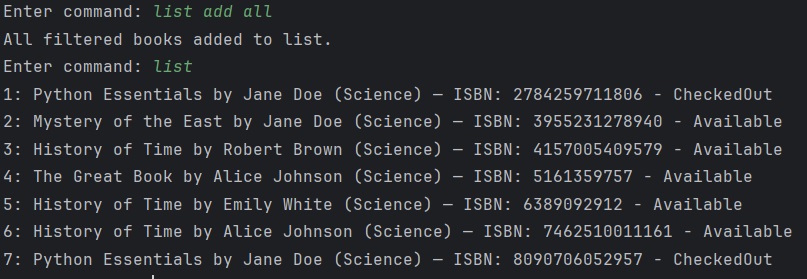 Enter command: list add all
All filtered books added to list.
Enter command: list
1: Python Essentials by Jane Doe (Science) — ISBN: 2784259711806 - CheckedOut
2: Mystery of the East by Jane Doe (Science) — ISBN: 3955231278940 - Available
3: History of Time by Robert Brown (Science) — ISBN: 4157005409579 - Available
4: The Great Book by Alice Johnson (Science) — ISBN: 5161359757 - Available
5: History of Time by Emily White (Science) — ISBN: 6389092912 - Available
6: History of Time by Alice Johnson (Science) — ISBN: 7462510011161 - Available
7: Python Essentials by Jane Doe (Science) — ISBN: 8090706052957 - CheckedOut